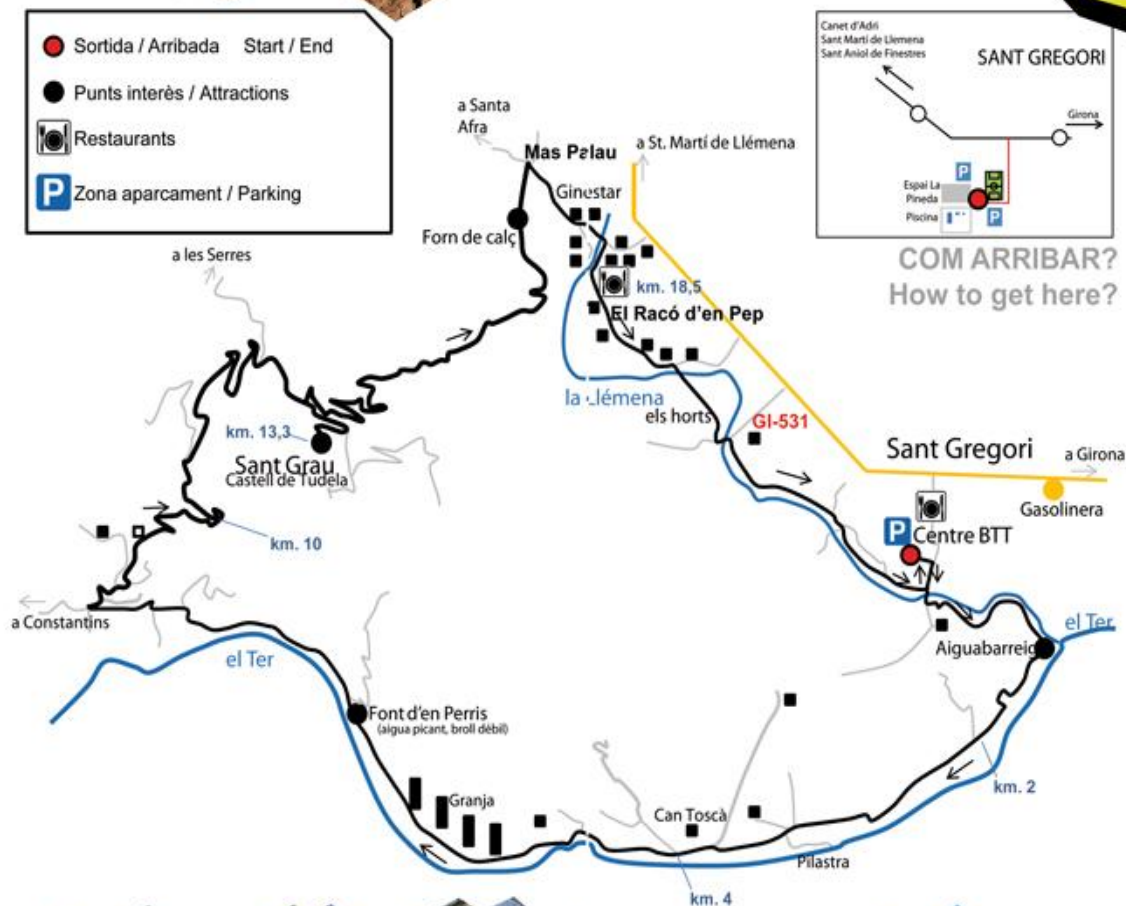 Sortida / Arribada Start / End
Punts interès / Attractions
Restaurants
P Zona aparcament / Parking
Canet d'Adri
Sant Martí de Llemena
Sant Aniol de Finestres
SANT GREGORI
Girona
P
Espai La
Pineda
Piscina
P
COM ARRIBAR?
How to get here?
a Santa
Afra
Mas Palau
a St. Martí de Llémena
Ginestar
Forn de calç
a les Serres
km. 18,5
El Racó d'en Pep
la Llémena
els horts
GI-531
km. 13,3
Sant Grau
Castell de Tudela
Sant Gregori
a Girona
Gasolinera
km. 10
P Centre BTT
a Constantins
el Ter
Aiguabarreig
el Ter
Font d'en Perris
(aigua picant, broll dèbil)
km. 2
Granja
Can Toscà
Pilastra
km. 4